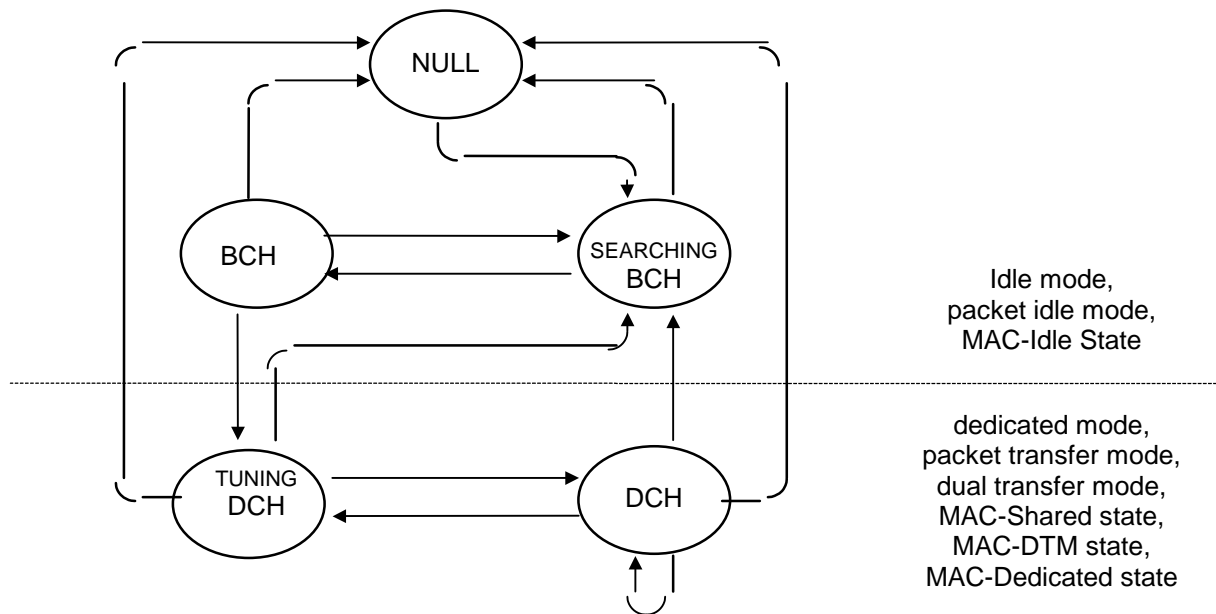 NULL
BCH
SEARCHING
BCH
Idle mode,
packet idle mode,
MAC-Idle State
TUNING
DCH
DCH
dedicated mode,
packet transfer mode,
dual transfer mode,
MAC-Shared state,
MAC-DTM state,
MAC-Dedicated state